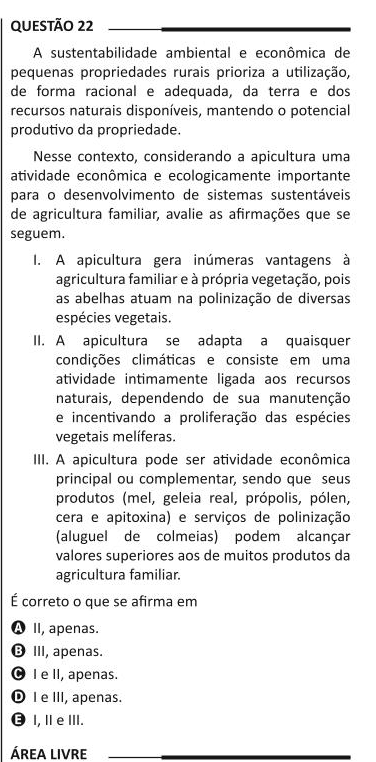 QUESTÃO 22
A sustentabilidade ambiental e econômica de
pequenas propriedades rurais prioriza a utilização,
de forma racional e adequada, da terra e dos
recursos naturais disponíveis, mantendo o potencial
produtivo da propriedade.
Nesse contexto, considerando a apicultura uma
atividade econômica e ecologicamente importante
para o desenvolvimento de sistemas sustentáveis
de agricultura familiar, avalie as afirmações que se
seguem.
I. A apicultura gera inúmeras vantagens à
agricultura familiar e à própria vegetação, pois
as abelhas atuam na polinização de diversas
espécies vegetais.
II. A apicultura se adapta a quaisquer
condições climáticas e consiste em uma
atividade intimamente ligada aos recursos
naturais, dependendo de sua manutenção
e incentivando a proliferação das espécies
vegetais melíferas.
III. A apicultura pode ser atividade econômica
principal ou complementar, sendo que seus
produtos (mel, geleia real, própolis, pólen,
cera e apitoxina) e serviços de polinização
(aluguel de colmeias) podem alcançar
valores superiores aos de muitos produtos da
agricultura familiar.
É correto o que se afirma em
A II, apenas.
B III, apenas.
C I e II, apenas.
D I e III, apenas.
E I, II e III.
ÁREA LIVRE